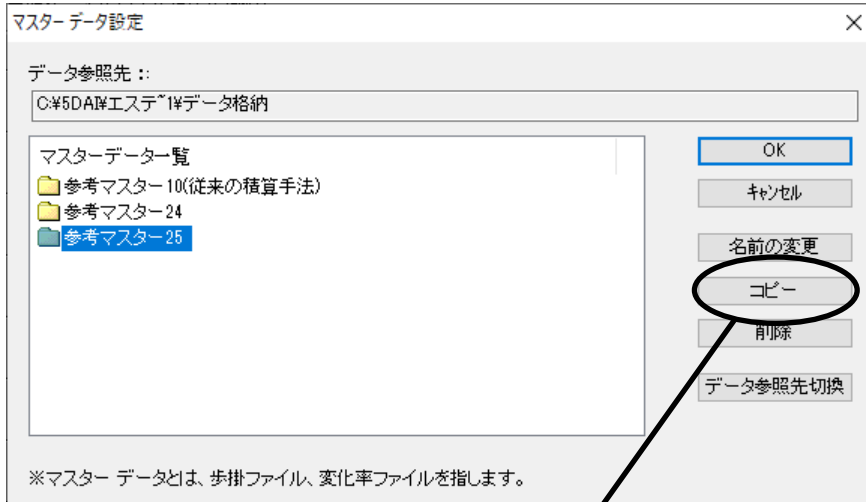 マスター データ設定
データ参照先 ::
C:¥5DAI¥エステ~1¥データ格納
マスターデータ一覧
参考マスター10(従来の積算手法)
参考マスター24
参考マスター25
OK
キャンセル
名前の変更
コピー
削除
データ参照先切換
※マスター データとは、歩掛ファイル、変化率ファイルを指します。